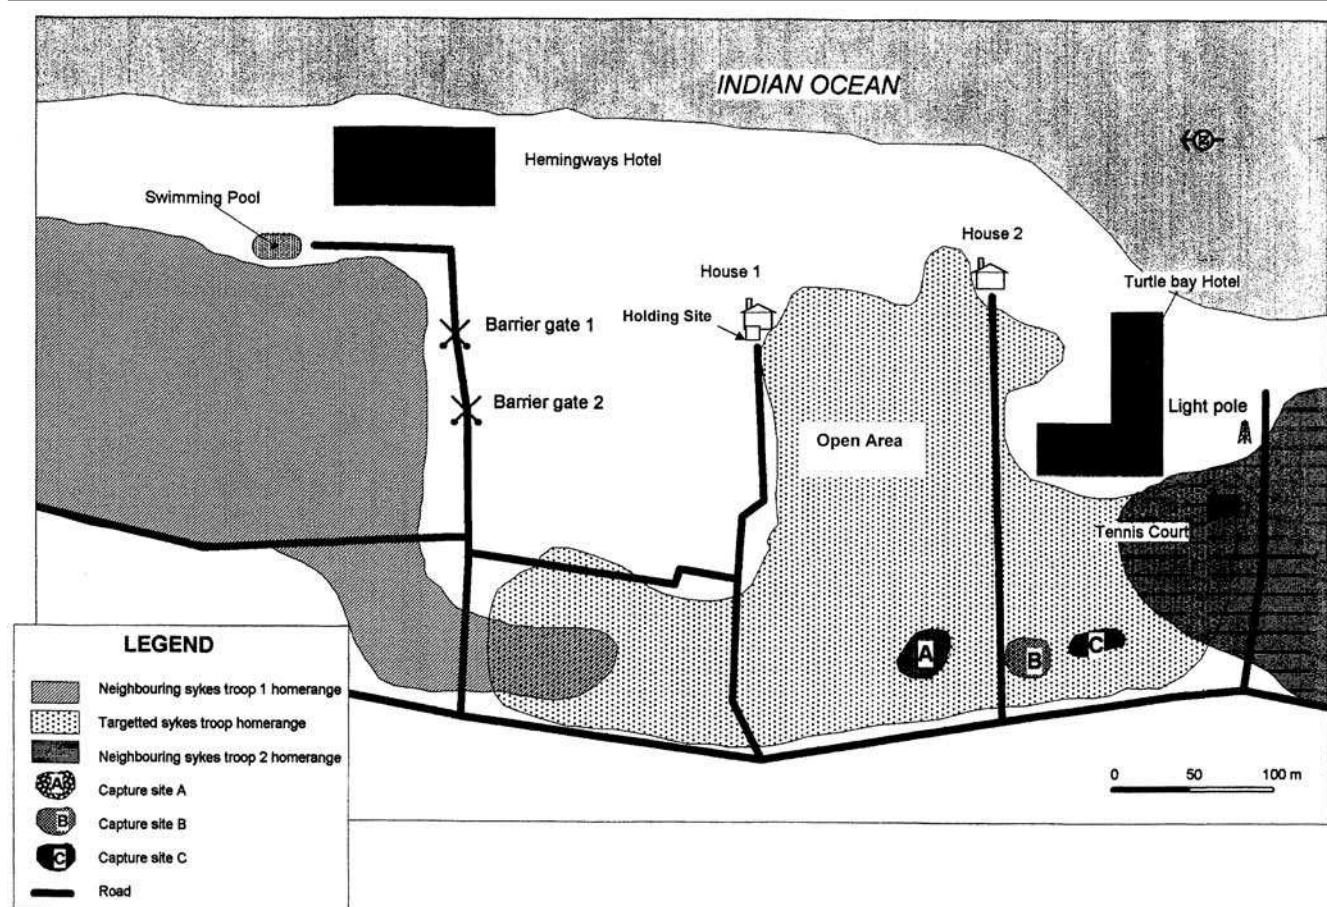 INDIAN OCEAN
Hemingways Hotel
Swimming Pool
House 2
House 1
Turtle bay Hotel
Holding Site
Barrier gate 1
Barrier gate 2
Light pole
Open Area
Tennis Court
A
B
C
LEGEND
Neighbouring sykes troop 1 homerange
Targetted sykes troop homerange
Neighbouring sykes troop 2 homerange
A Capture site A
B Capture site B
C Capture site C
Road
0 50 100 m